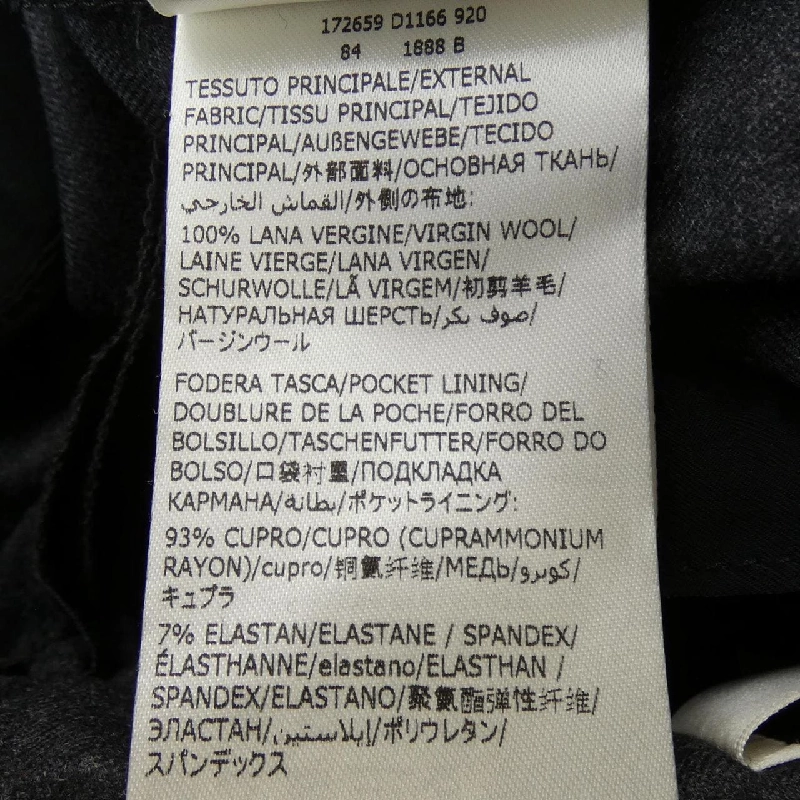 172659 D1166 920
84 1888 B
TESSUTO PRINCIPALE/EXTERNAL
FABRIC/TISSU PRINCIPAL/TEJIDO
PRINCIPAL/AUßENGEWEBE/TECIDO
PRINCIPAL/外部面料/ОСНОВНАЯ ТКАНЬ/
القماش الخارجي/外側の布地:
100% LANA VERGINE/VIRGIN WOOL/
LAINE VIERGE/LANA VIRGEN/
SCHURWOLLE/LÃ VIRGEM/初剪羊毛/
НАТУРАЛЬНАЯ ШЕРСТЬ/صوف بكر/
バージンウール
FODERA TASCA/POCKET LINING/
DOUBLURE DE LA POCHE/FORRO DEL
BOLSILLO/TASCHENFUTTER/FORRO DO
BOLSO/口袋衬里/ПОДКЛАДКА
КАРМАНА/بطانة/ポケットライニング:
93% CUPRO/CUPRO (CUPRAMMONIUM
RAYON)/cupro/铜氨纤维/МЕДЬ/كوبرو/
キュプラ
7% ELASTAN/ELASTANE / SPANDEX/
ÉLASTHANNE/elastano/ELASTHAN /
SPANDEX/ELASTANO/聚氨酯弹性纤维/
ЭЛАСТАН/إيلاستين/ポリウレタン/
スパンデックス